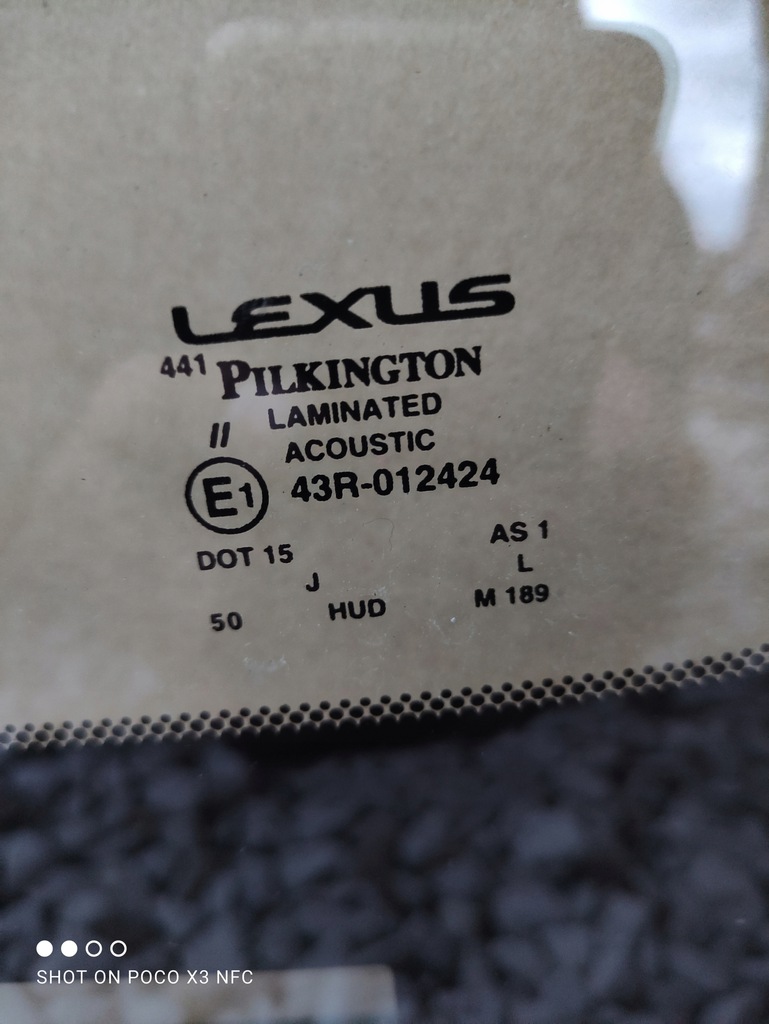 LEXUS
441 PILKINGTON
LAMINATED
II ACOUSTIC
E1 43R-012424
DOT 15 AS 1
J L
50 HUD M 189
SHOT ON POCO X3 NFC